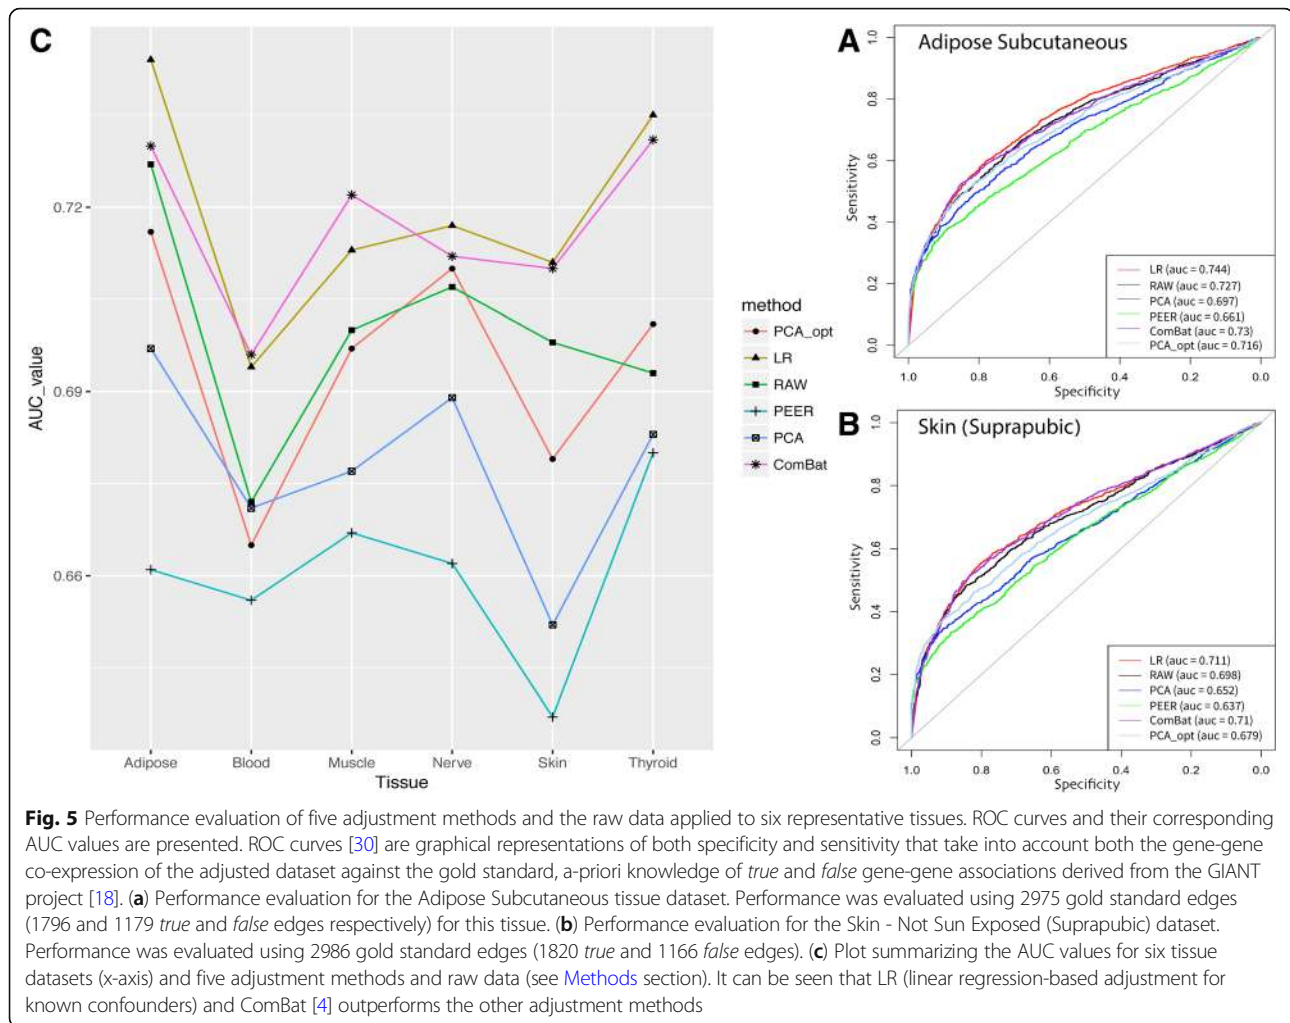 C
0.72
0.69
0.66
AUC_value
Adipose
Blood
Muscle
Nerve
Skin
Thyroid
Tissue
method
PCA_opt
LR
RAW
PEER
PCA
ComBat
A
Adipose Subcutaneous
1.0
0.8
0.6
0.4
0.2
0.0
Sensitivity
LR (auc = 0.744)
RAW (auc = 0.727)
PCA (auc = 0.697)
PEER (auc = 0.661)
ComBat (auc = 0.73)
PCA_opt (auc = 0.716)
1.0
0.8
0.6
0.4
0.2
0.0
Specificity
B
Skin (Suprapubic)
1.0
0.8
0.6
0.4
0.2
0.0
Sensitivity
LR (auc = 0.711)
RAW (auc = 0.698)
PCA (auc = 0.652)
PEER (auc = 0.637)
ComBat (auc = 0.71)
PCA_opt (auc = 0.679)
1.0
0.8
0.6
0.4
0.2
0.0
Specificity
Fig. 5 Performance evaluation of five adjustment methods and the raw data applied to six representative tissues. ROC curves and their corresponding
AUC values are presented. ROC curves [30] are graphical representations of both specificity and sensitivity that take into account both the gene-gene
co-expression of the adjusted dataset against the gold standard, a-priori knowledge of true and false gene-gene associations derived from the GIANT
project [18]. (a) Performance evaluation for the Adipose Subcutaneous tissue dataset. Performance was evaluated using 2975 gold standard edges
(1796 and 1179 true and false edges respectively) for this tissue. (b) Performance evaluation for the Skin - Not Sun Exposed (Suprapubic) dataset.
Performance was evaluated using 2986 gold standard edges (1820 true and 1166 false edges). (c) Plot summarizing the AUC values for six tissue
datasets (x-axis) and five adjustment methods and raw data (see Methods section). It can be seen that LR (linear regression-based adjustment for
known confounders) and ComBat [4] outperforms the other adjustment methods